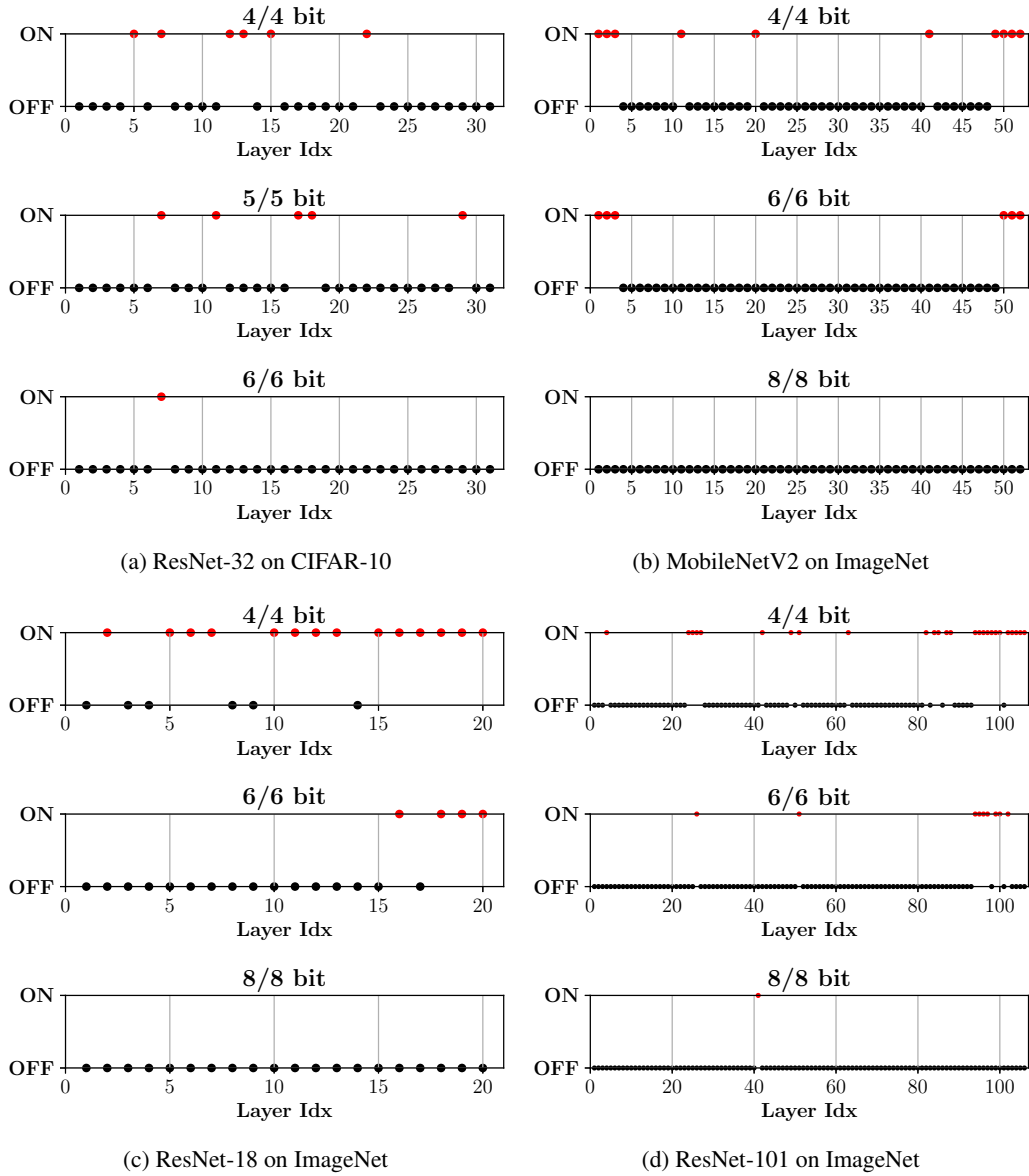 4/4 bit
ON
OFF
0 5 10 15 20 25 30
Layer Idx
5/5 bit
ON
OFF
0 5 10 15 20 25 30
Layer Idx
6/6 bit
ON
OFF
0 5 10 15 20 25 30
Layer Idx
(a) ResNet-32 on CIFAR-10
4/4 bit
ON
OFF
0 5 10 15 20 25 30 35 40 45 50
Layer Idx
6/6 bit
ON
OFF
0 5 10 15 20 25 30 35 40 45 50
Layer Idx
8/8 bit
ON
OFF
0 5 10 15 20 25 30 35 40 45 50
Layer Idx
(b) MobileNetV2 on ImageNet
4/4 bit
ON
OFF
0 5 10 15 20
Layer Idx
6/6 bit
ON
OFF
0 5 10 15 20
Layer Idx
8/8 bit
ON
OFF
0 5 10 15 20
Layer Idx
(c) ResNet-18 on ImageNet
4/4 bit
ON
OFF
0 20 40 60 80 100
Layer Idx
6/6 bit
ON
OFF
0 20 40 60 80 100
Layer Idx
8/8 bit
ON
OFF
0 20 40 60 80 100
Layer Idx
(d) ResNet-101 on ImageNet